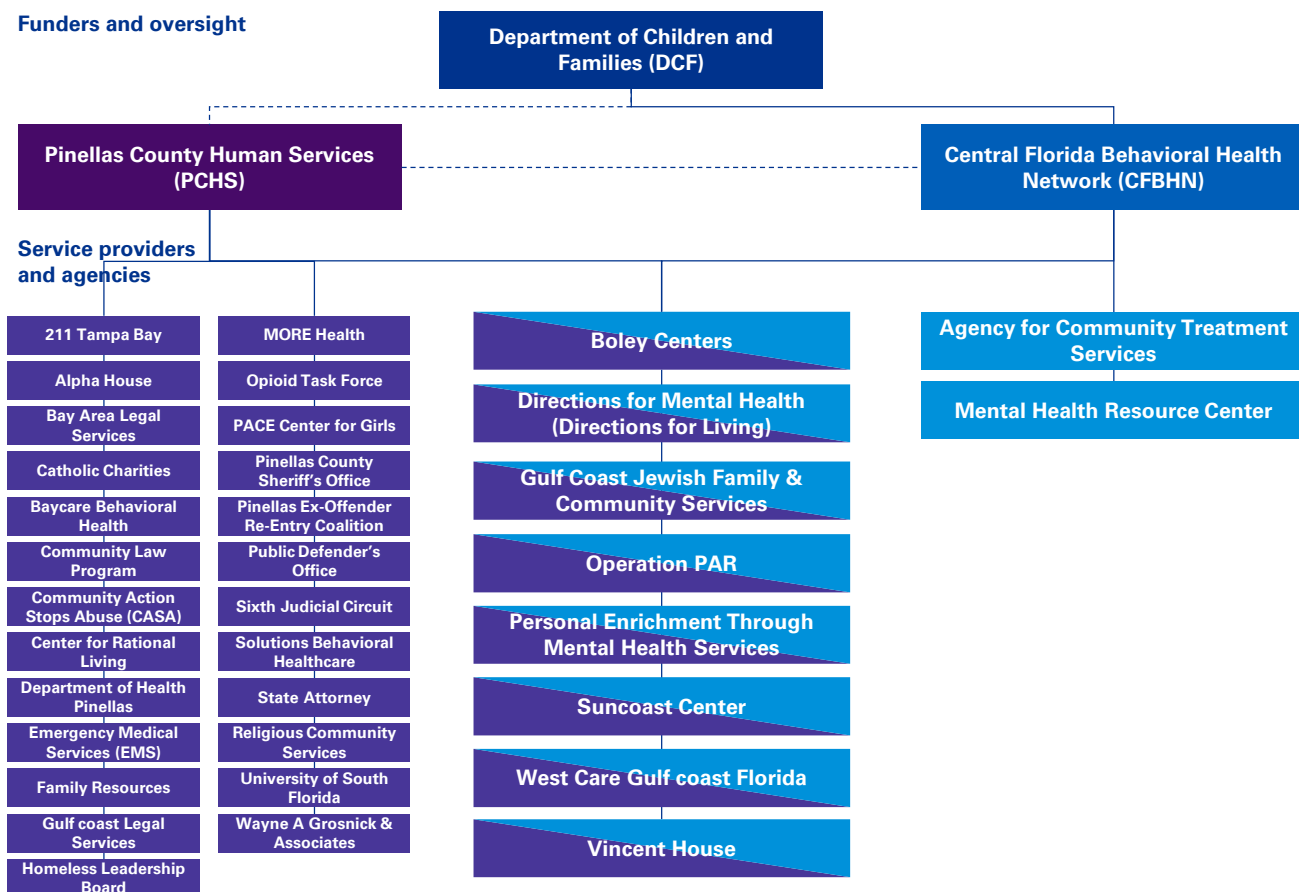 Funders and oversight
Department of Children and
Families (DCF)
Pinellas County Human Services
(PCHS)
Central Florida Behavioral Health
Network (CFBHN)
Service providers
and agencies
211 Tampa Bay
Alpha House
Bay Area Legal
Services
Catholic Charities
Baycare Behavioral
Health
Community Law
Program
Community Action
Stops Abuse (CASA)
Center for Rational
Living
Department of Health
Pinellas
Emergency Medical
Services (EMS)
Family Resources
Gulf coast Legal
Services
Homeless Leadership
Board
MORE Health
Opioid Task Force
PACE Center for Girls
Pinellas County
Sheriff’s Office
Pinellas Ex-Offender
Re-Entry Coalition
Public Defender’s
Office
Sixth Judicial Circuit
Solutions Behavioral
Healthcare
State Attorney
Religious Community
Services
University of South
Florida
Wayne A Grosnick &
Associates
Boley Centers
Directions for Mental Health
(Directions for Living)
Gulf Coast Jewish Family &
Community Services
Operation PAR
Personal Enrichment Through
Mental Health Services
Suncoast Center
West Care Gulf coast Florida
Vincent House
Agency for Community Treatment
Services
Mental Health Resource Center